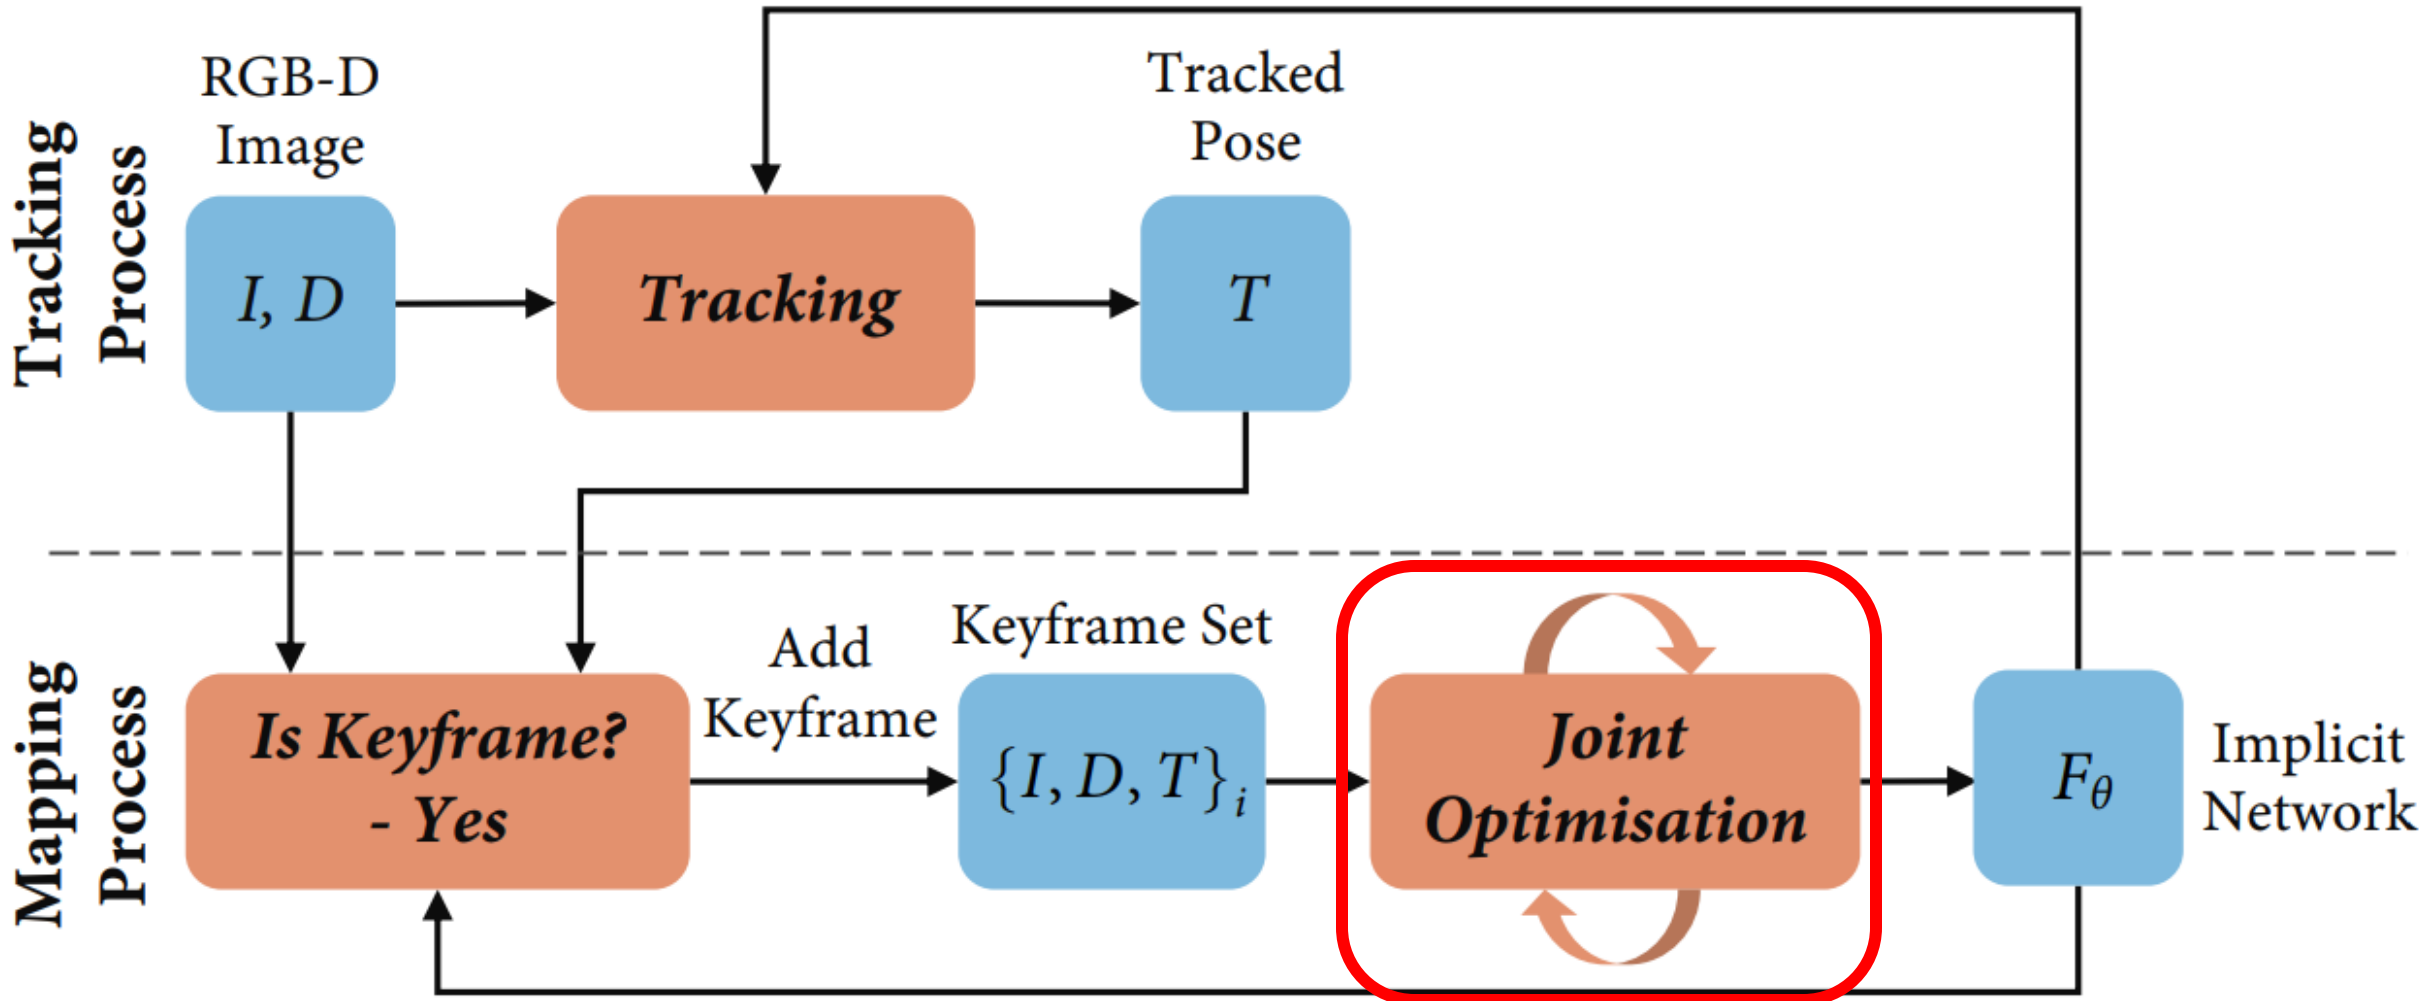 Tracking
Process
RGB-D
Image
I, D
Tracking
Tracked
Pose
T
Mapping
Process
Is Keyframe?
- Yes
Add
Keyframe
Keyframe Set
{I, D, T}ᵢ
Joint
Optimisation
F_θ
Implicit
Network